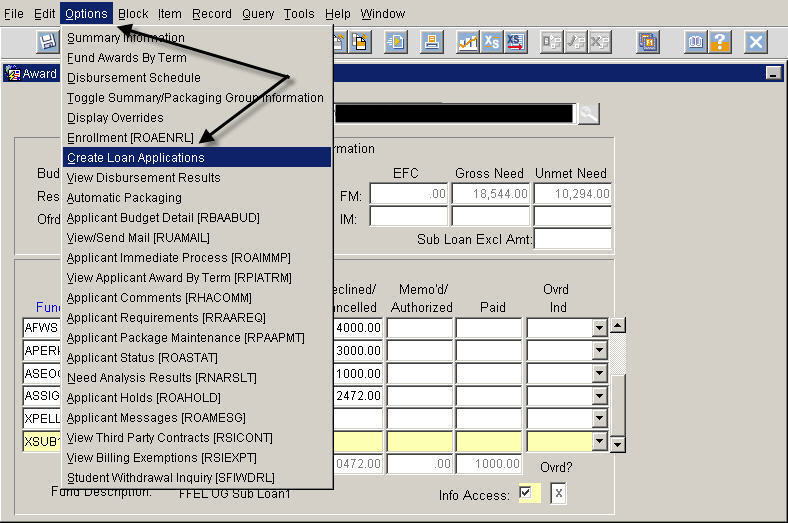 File Edit Options Block Item Record Query Tools Help Window
Award
Summary Information
Fund Awards By Term
Disbursement Schedule
Toggle Summary/Packaging Group Information
Display Overrides
Enrollment [ROAENRL]
Create Loan Applications
View Disbursement Results
Automatic Packaging
Applicant Budget Detail [RBAABUD]
View/Send Mail [RUAMAIL]
Applicant Immediate Process [ROAIMMP]
View Applicant Award By Term [RPIATRM]
Applicant Comments [RHACOMM]
Applicant Requirements [RRAAREQ]
Applicant Package Maintenance [RPAAPMT]
Applicant Status [ROASTAT]
Need Analysis Results [RNARSLT]
Applicant Holds [ROAHOLD]
Applicant Messages [ROAMESG]
View Third Party Contracts [RSICONT]
View Billing Exemptions [RSIEXPT]
Student Withdrawal Inquiry [SFIWDRL]
rmation
EFC Gross Need Unmet Need
Bud
Res FM: .00 18,544.00 10,294.00
Ofrd IM:
Sub Loan Excl Amt:
clined/ Memo'd/ Ovrd
Fund ancelled Authorized Paid Ind
AFWS 4000.00
APERK 3000.00
ASEOG 1000.00
ASSIG 2472.00
XPELL
XSUB1
0472.00 .00 1000.00 Ovrd?
Fund Description: FFEL UG Sub Loan1 Info Access: X